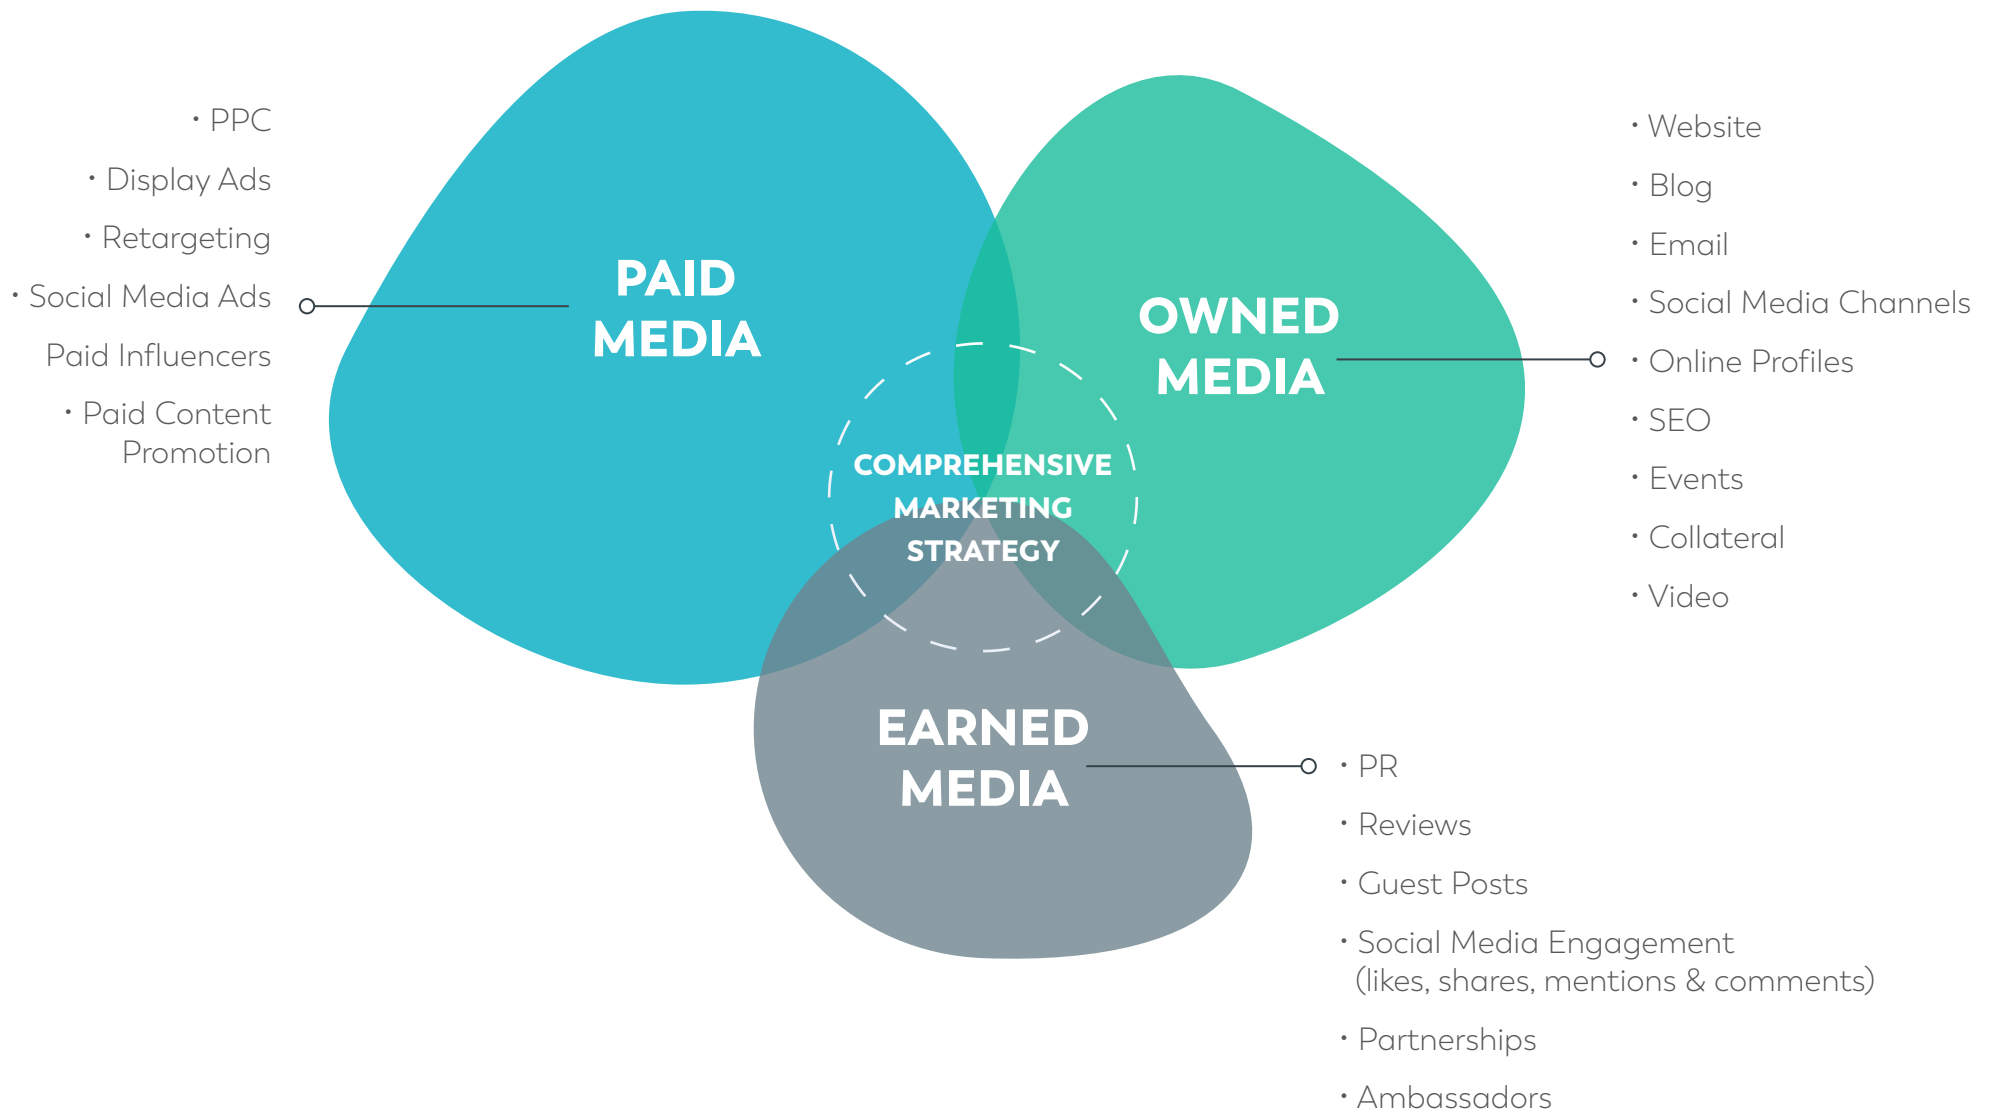 · PPC
· Display Ads
· Retargeting
· Social Media Ads
Paid Influencers
· Paid Content
Promotion
PAID
MEDIA
OWNED
MEDIA
· Website
· Blog
· Email
· Social Media Channels
· Online Profiles
· SEO
· Events
· Collateral
· Video
COMPREHENSIVE
MARKETING
STRATEGY
EARNED
MEDIA
· PR
· Reviews
· Guest Posts
· Social Media Engagement
(likes, shares, mentions & comments)
· Partnerships
· Ambassadors